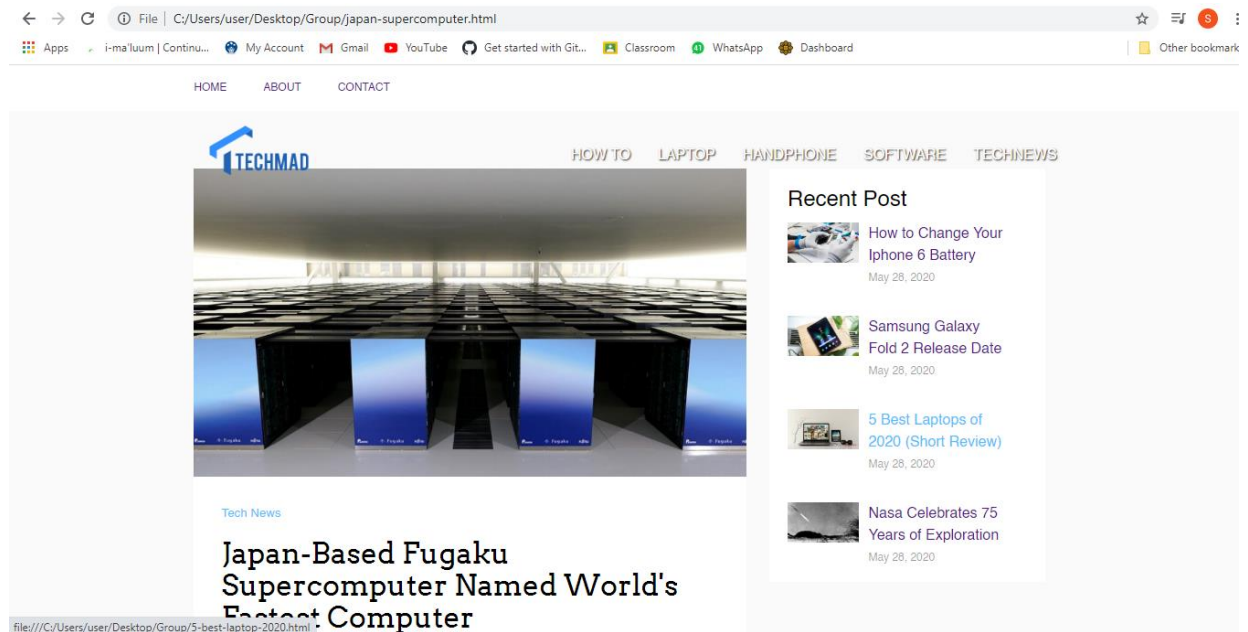 File | C:/Users/user/Desktop/Group/japan-supercomputer.html
S
Apps i-ma'luum | Continu... My Account Gmail YouTube Get started with Git... Classroom WhatsApp Dashboard Other bookmark
HOME ABOUT CONTACT
TECHMAD HOW TO LAPTOP HANDPHONE SOFTWARE TECHNEWS
Recent Post
How to Change Your
Iphone 6 Battery
May 28, 2020
Samsung Galaxy
Fold 2 Release Date
May 28, 2020
5 Best Laptops of
2020 (Short Review)
May 28, 2020
Nasa Celebrates 75
Years of Exploration
May 28, 2020
Tech News
Japan-Based Fugaku
Supercomputer Named World's
Fastest Computer
file:///C:/Users/user/Desktop/Group/5-best-laptop-2020.html